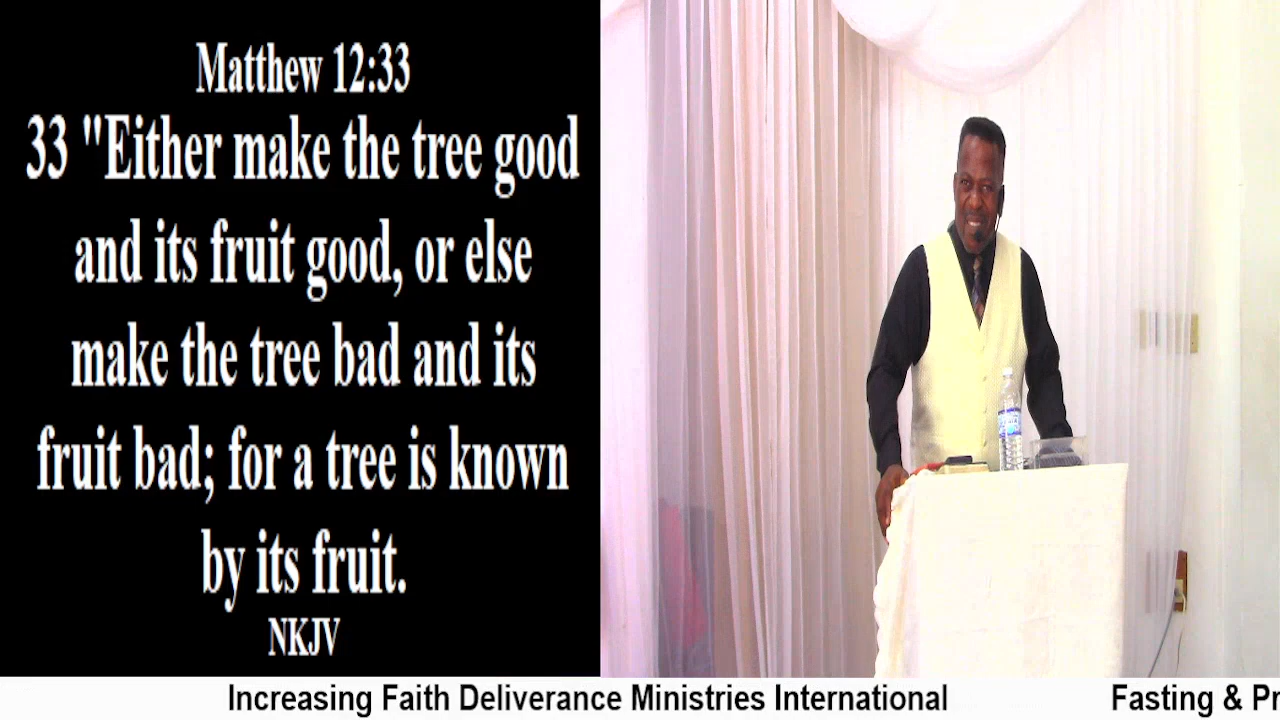 Matthew 12:33
33 "Either make the tree good
and its fruit good, or else
make the tree bad and its
fruit bad; for a tree is known
by its fruit.
NKJV
Increasing Faith Deliverance Ministries International
Fasting & Pr